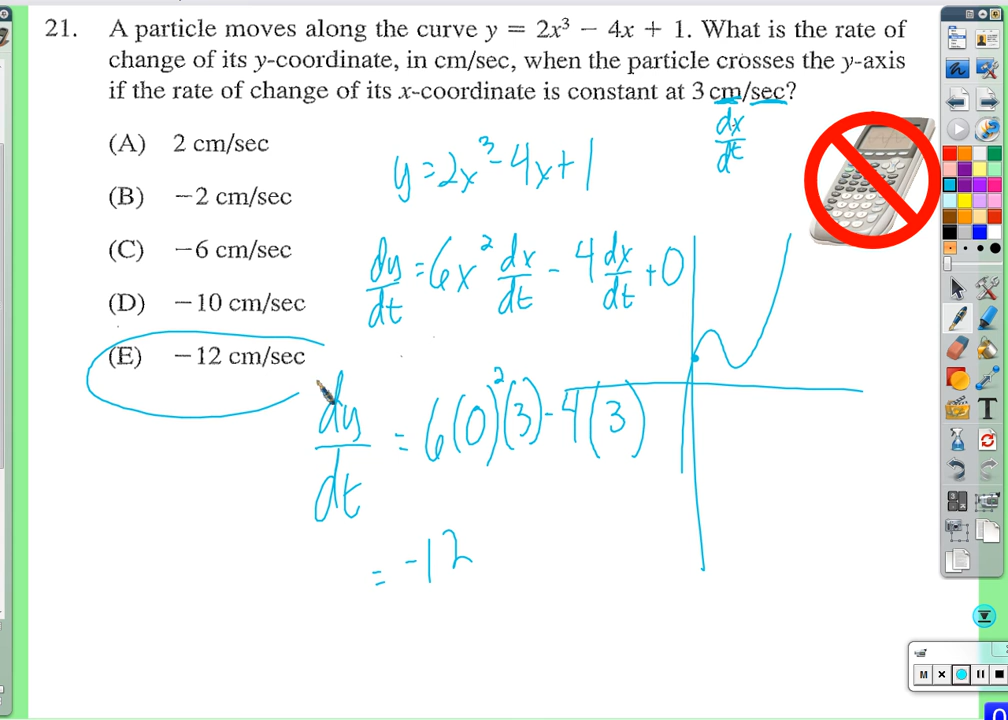 21. A particle moves along the curve y = 2x³ − 4x + 1. What is the rate of
change of its y-coordinate, in cm/sec, when the particle crosses the y-axis
if the rate of change of its x-coordinate is constant at 3 cm/sec?
dx/dt
(A) 2 cm/sec
y = 2x³ - 4x + 1
(B) −2 cm/sec
(C) −6 cm/sec
dy/dt = 6x² dx/dt - 4 dx/dt + 0
(D) −10 cm/sec
(E) −12 cm/sec
dy/dt = 6(0)²(3) - 4(3)
= -12
T
M